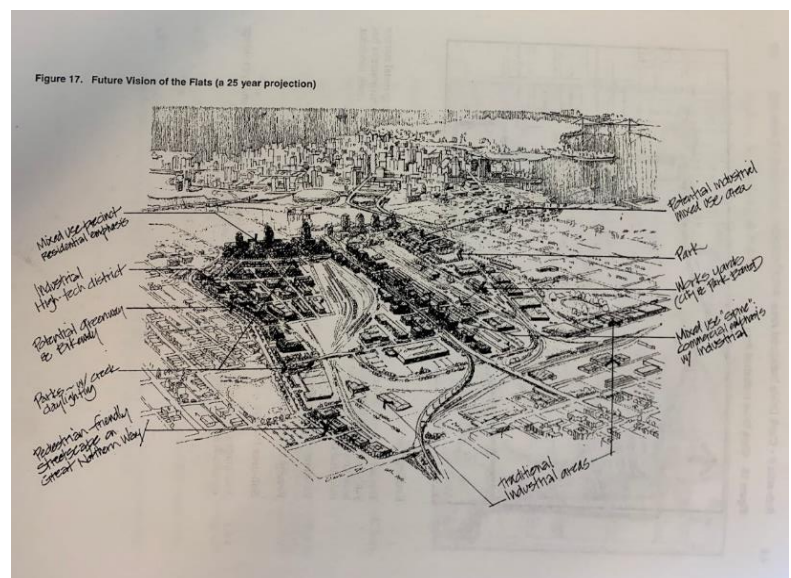 Figure 17. Future Vision of the Flats (a 25 year projection)
Mixed use precinct
Residential emphasis
Industrial
High-tech district
Potential greenway
& Bikeway
Parks - w/ creek
daylighting
Pedestrian-friendly
streetscape on
Great Northern Way
Potential industrial
mixed use area
Park
Works yards
(City & Park Board)
Mixed use "spine":
commercial emphasis
w/ industrial
traditional
industrial areas